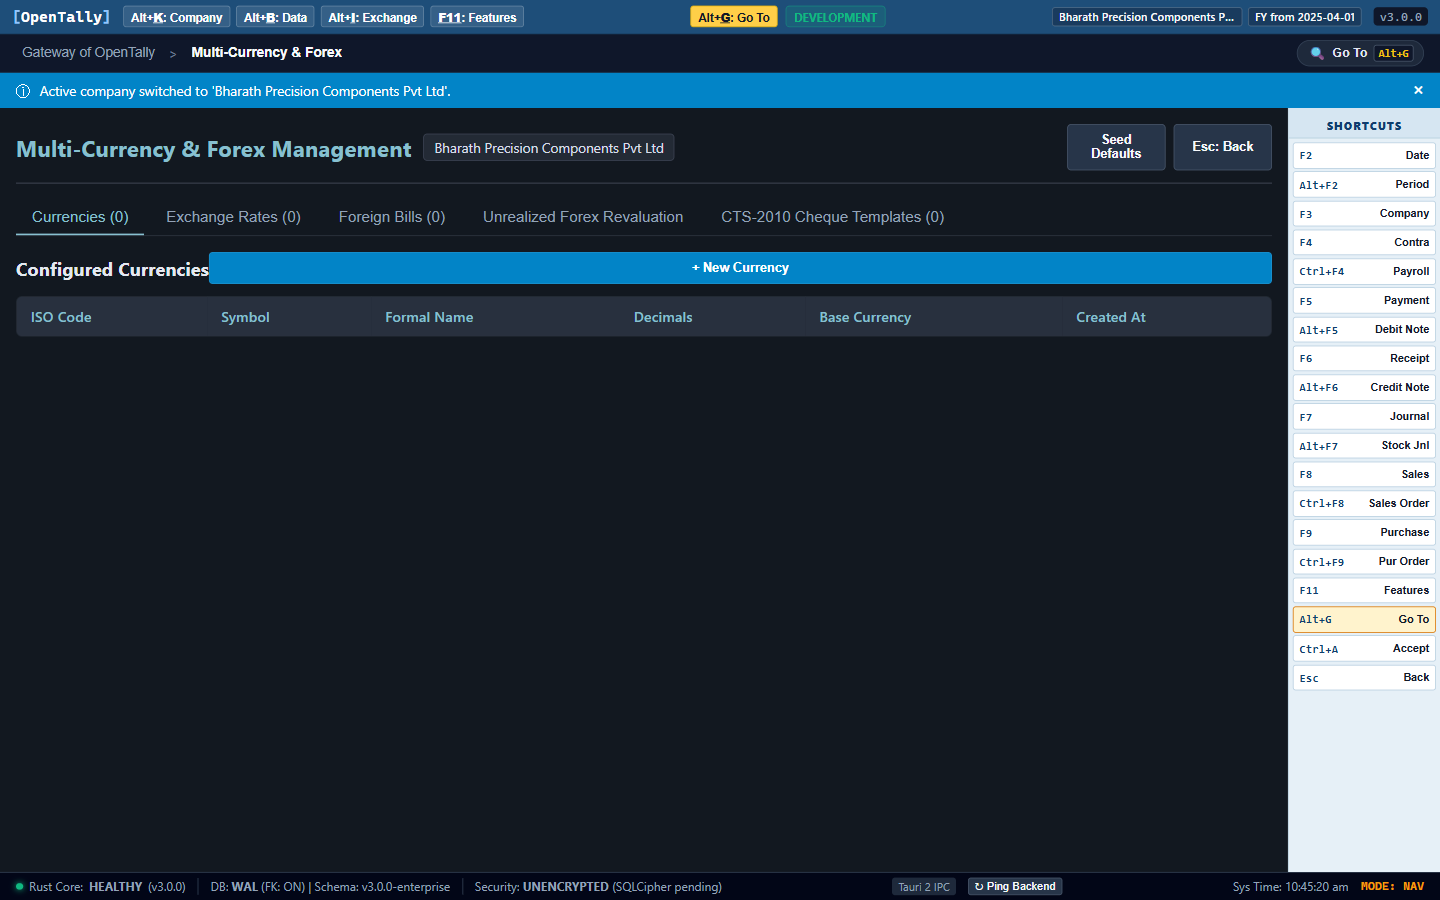 [OpenTally] Alt+K: Company Alt+B: Data Alt+I: Exchange F11: Features Alt+G: Go To DEVELOPMENT Bharath Precision Components P... FY from 2025-04-01 v3.0.0
Gateway of OpenTally > Multi-Currency & Forex Go To Alt+G
Active company switched to 'Bharath Precision Components Pvt Ltd'. ×
Multi-Currency & Forex Management Bharath Precision Components Pvt Ltd Seed Defaults Esc: Back
Currencies (0) Exchange Rates (0) Foreign Bills (0) Unrealized Forex Revaluation CTS-2010 Cheque Templates (0)
Configured Currencies + New Currency
ISO Code Symbol Formal Name Decimals Base Currency Created At
SHORTCUTS
F2 Date
Alt+F2 Period
F3 Company
F4 Contra
Ctrl+F4 Payroll
F5 Payment
Alt+F5 Debit Note
F6 Receipt
Alt+F6 Credit Note
F7 Journal
Alt+F7 Stock Jnl
F8 Sales
Ctrl+F8 Sales Order
F9 Purchase
Ctrl+F9 Pur Order
F11 Features
Alt+G Go To
Ctrl+A Accept
Esc Back
Rust Core: HEALTHY (v3.0.0) DB: WAL (FK: ON) | Schema: v3.0.0-enterprise Security: UNENCRYPTED (SQLCipher pending) Tauri 2 IPC ↻ Ping Backend Sys Time: 10:45:20 am MODE: NAV